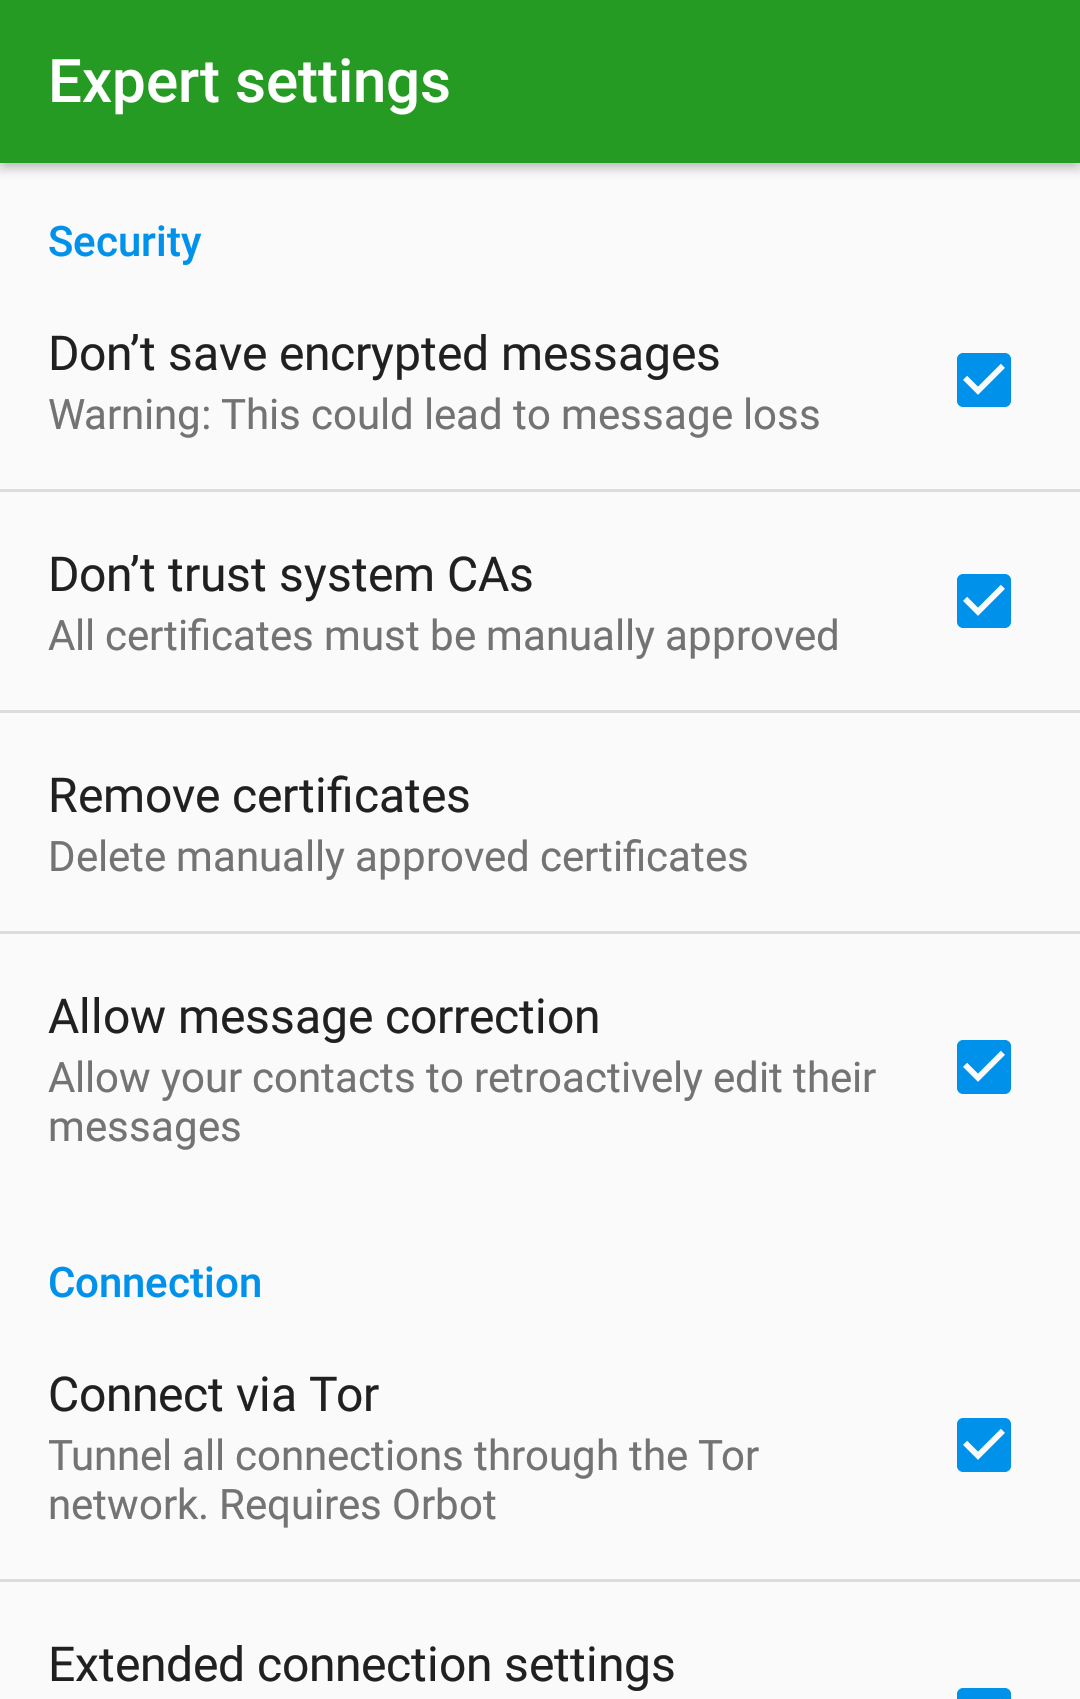 Expert settings
Security
Don’t save encrypted messages
Warning: This could lead to message loss
Don’t trust system CAs
All certificates must be manually approved
Remove certificates
Delete manually approved certificates
Allow message correction
Allow your contacts to retroactively edit their
messages
Connection
Connect via Tor
Tunnel all connections through the Tor
network. Requires Orbot
Extended connection settings